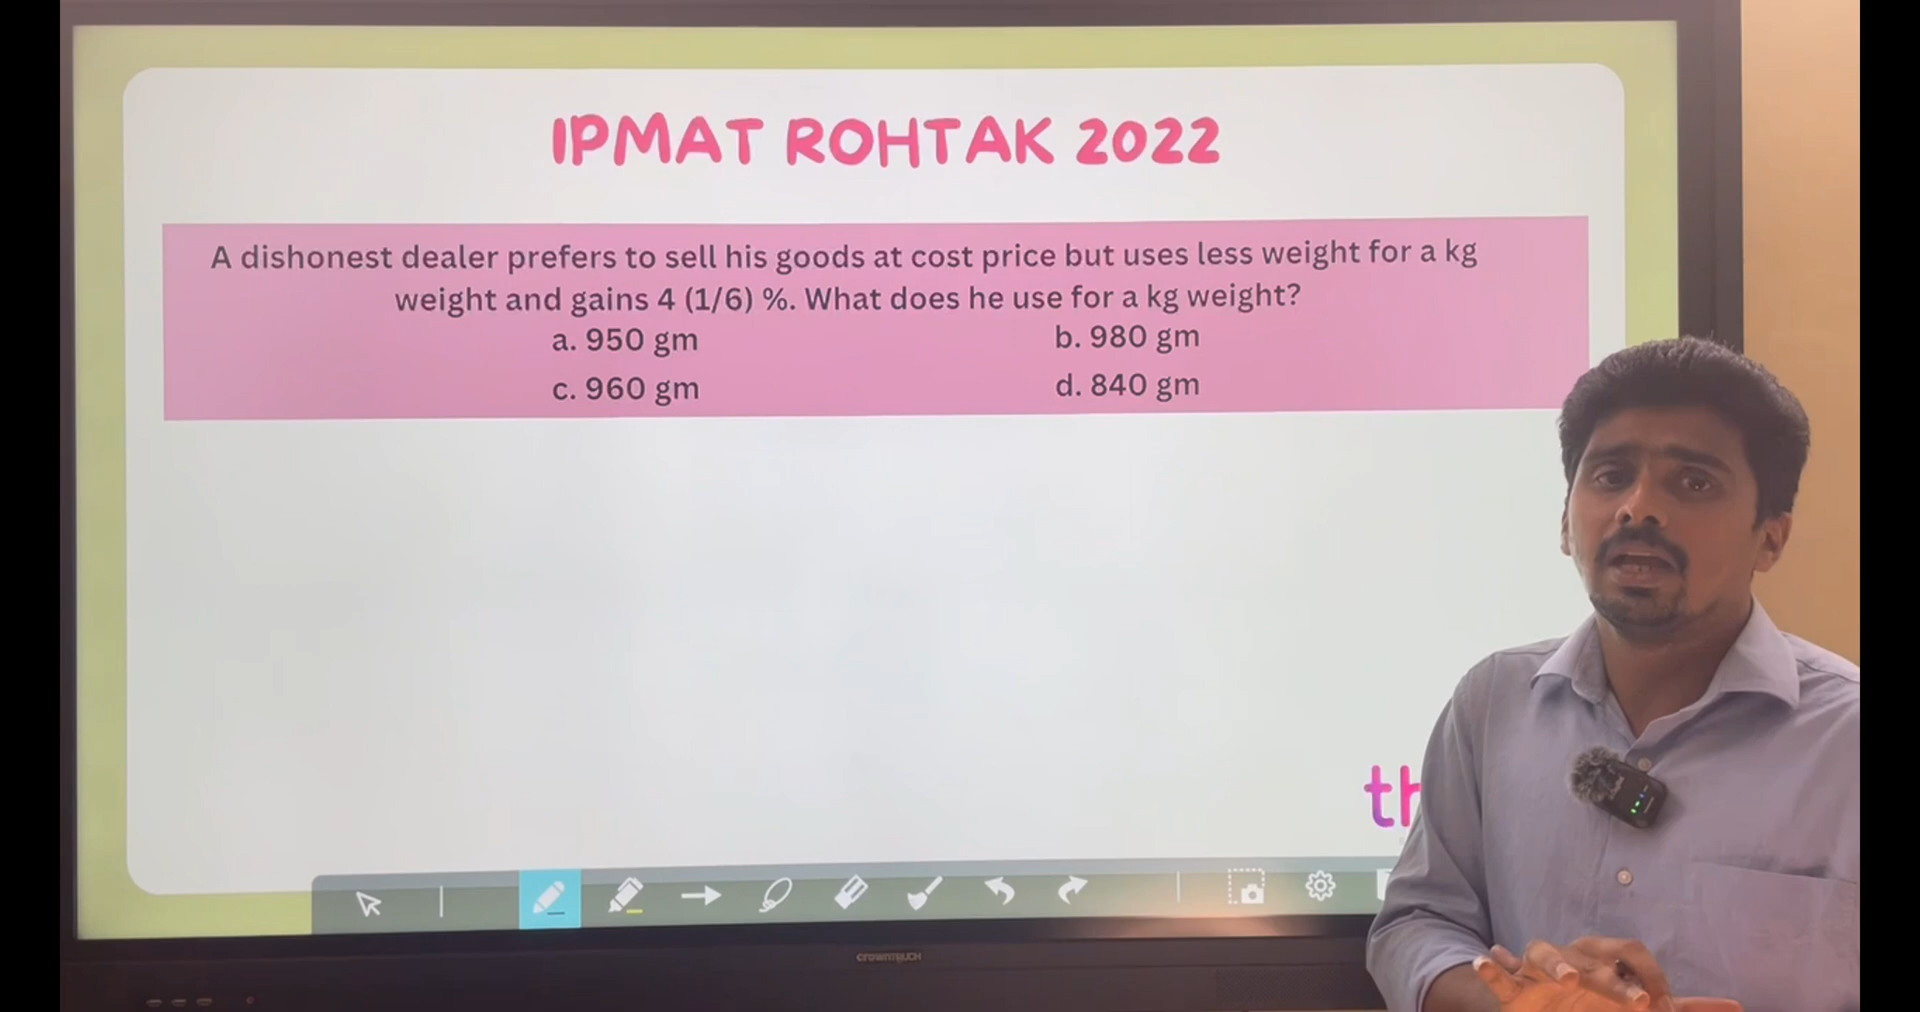 IPMAT ROHTAK 2022
A dishonest dealer prefers to sell his goods at cost price but uses less weight for a kg
weight and gains 4 (1/6) %. What does he use for a kg weight?
a. 950 gm b. 980 gm
c. 960 gm d. 840 gm
th
CROWNTOUCH